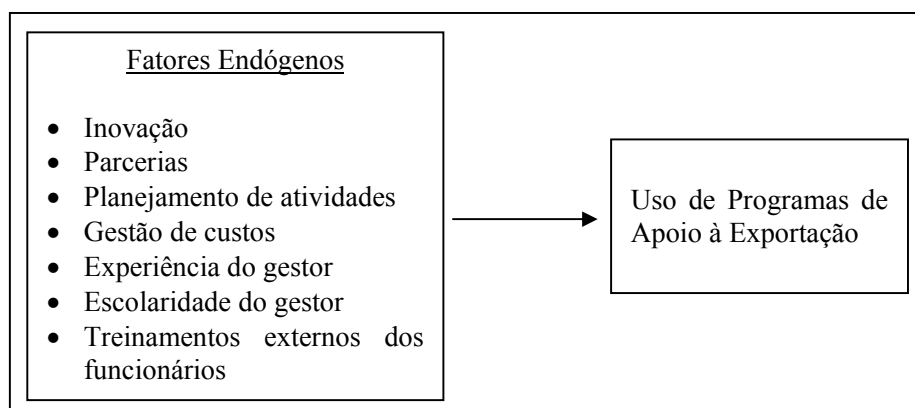 Fatores Endógenos
• Inovação
• Parcerias
• Planejamento de atividades
• Gestão de custos
• Experiência do gestor
• Escolaridade do gestor
• Treinamentos externos dos
funcionários
Uso de Programas de
Apoio à Exportação